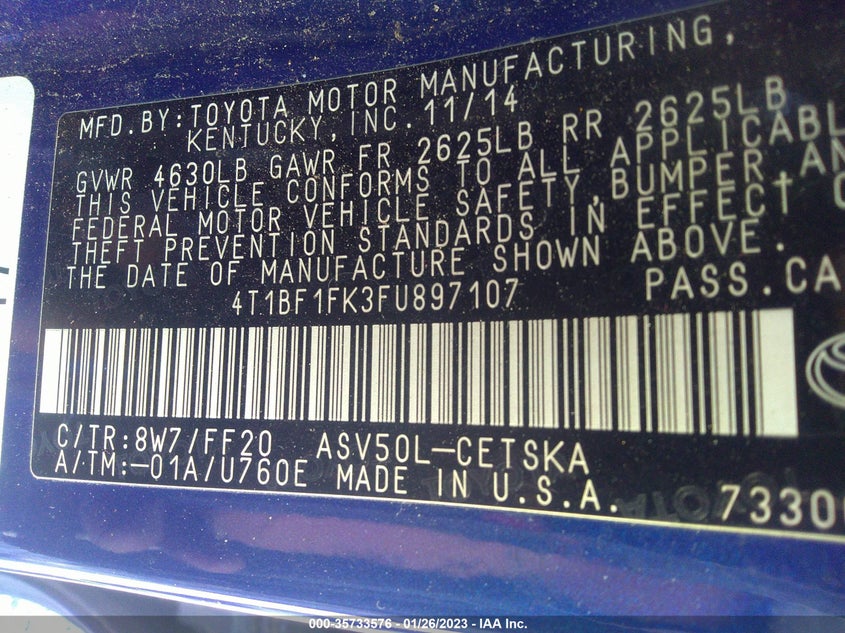 MFD.BY:TOYOTA MOTOR MANUFACTURING,
KENTUCKY,INC. 11/14
GVWR 4630LB GAWR FR 2625LB RR 2625LB
THIS VEHICLE CONFORMS TO ALL APPLICABL
FEDERAL MOTOR VEHICLE SAFETY,BUMPER,AN
THEFT PREVENTION STANDARDS IN EFFECT O
THE DATE OF MANUFACTURE SHOWN ABOVE.
4T1BF1FK3FU897107 PASS.CA
C/TR:8W7/FF20 ASV50L-CETSKA
A/TM:-01A/U760E MADE IN U.S.A. 7330
000-35733576 - 01/26/2023 - IAA Inc.